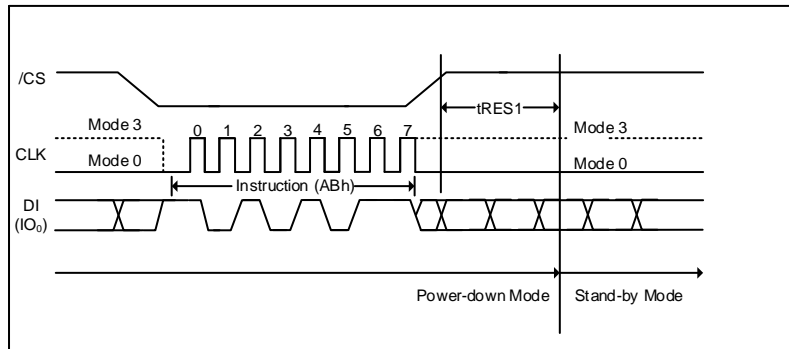 /CS
tRES1
Mode 3
0 1 2 3 4 5 6 7
Mode 3
CLK
Mode 0
Mode 0
Instruction (ABh)
DI
(IO₀)
Power-down Mode
Stand-by Mode